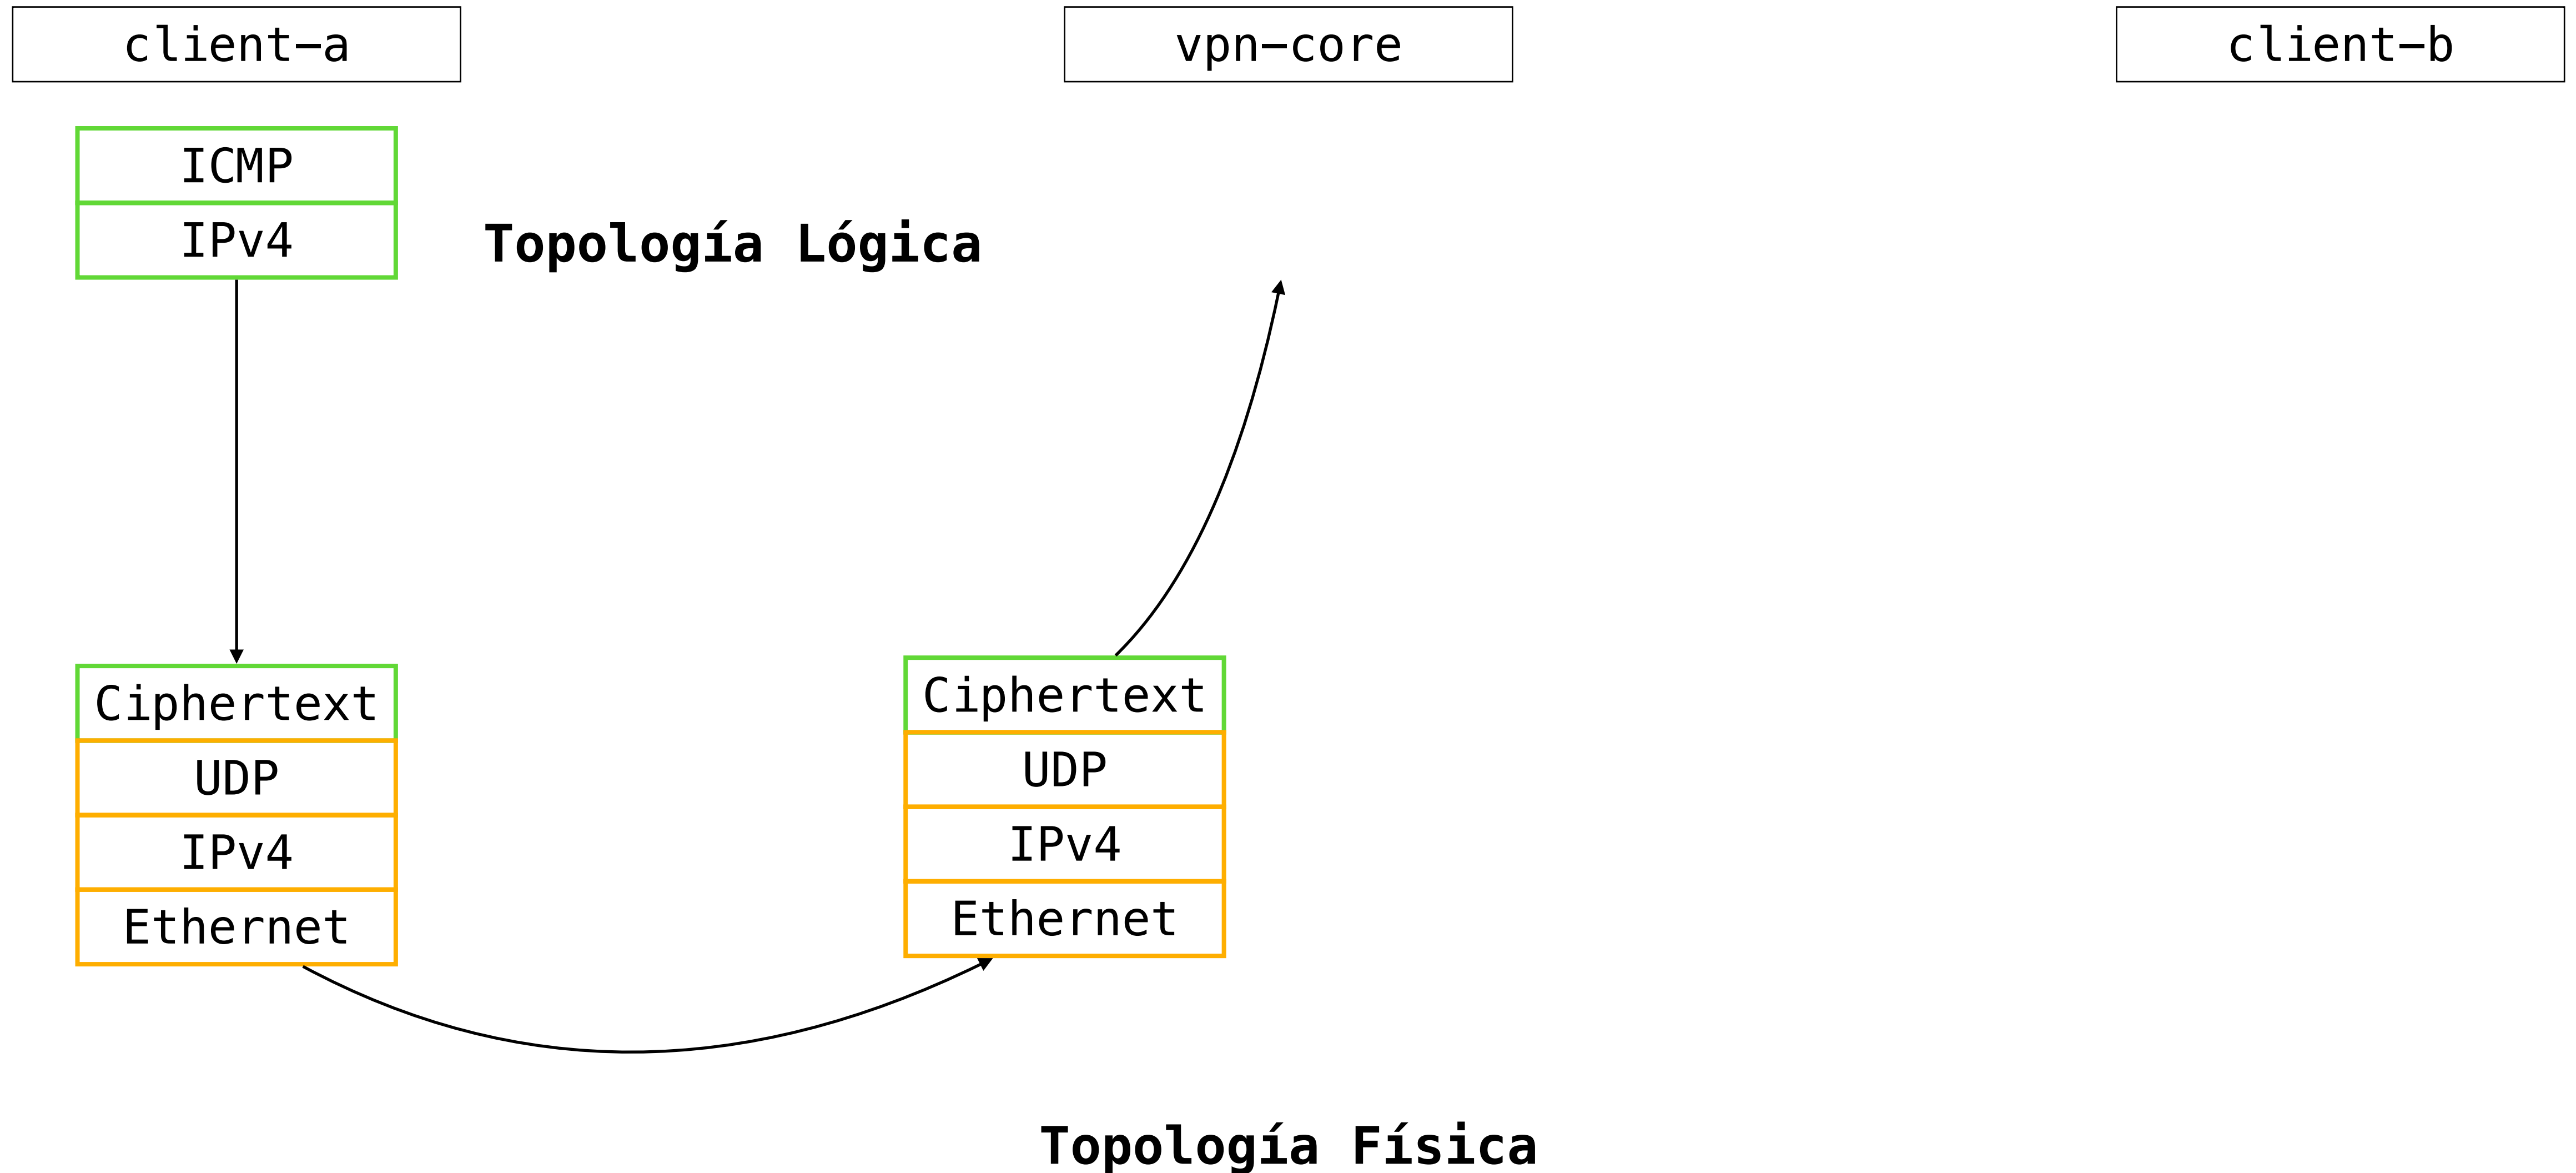 client-a
vpn-core
client-b
ICMP
IPv4
Topología Lógica
Ciphertext
UDP
IPv4
Ethernet
Ciphertext
UDP
IPv4
Ethernet
Topología Física